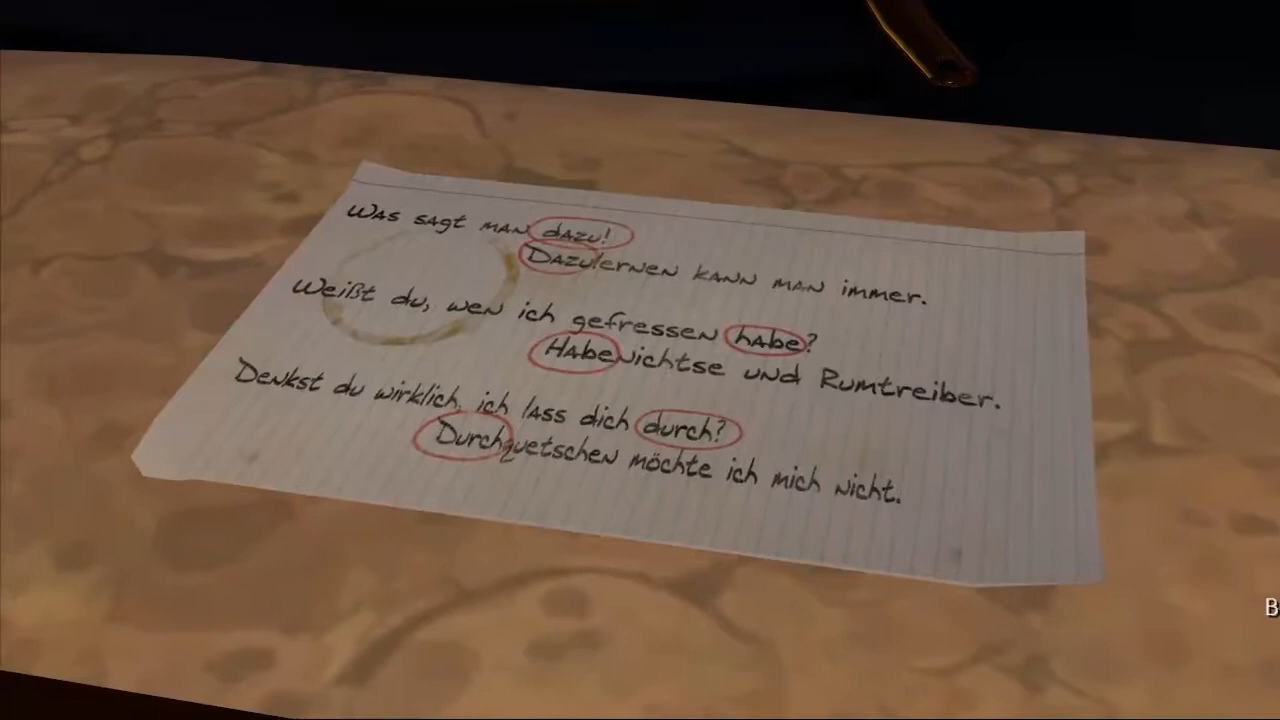 Was sagt man dazu!
Dazulernen kann man immer.
Weißt du, wen ich gefressen habe?
Habenichtse und Rumtreiber.
Denkst du wirklich, ich lass dich durch?
Durchquetschen möchte ich mich nicht.
B